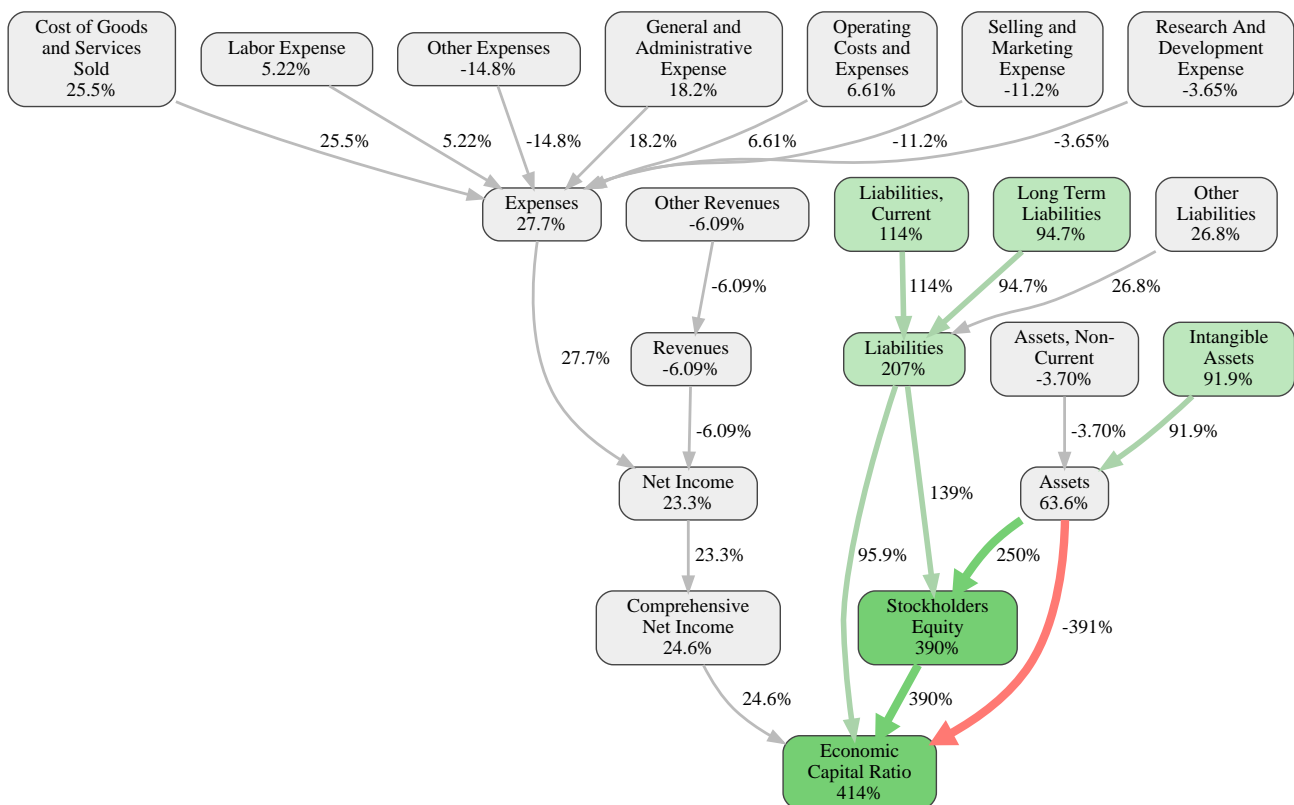 Cost of Goods
and Services
Sold
25.5%
Labor Expense
5.22%
Other Expenses
-14.8%
General and
Administrative
Expense
18.2%
Operating
Costs and
Expenses
6.61%
Selling and
Marketing
Expense
-11.2%
Research And
Development
Expense
-3.65%
25.5%
5.22%
-14.8%
18.2%
6.61%
-11.2%
-3.65%
Expenses
27.7%
Other Revenues
-6.09%
Liabilities,
Current
114%
Long Term
Liabilities
94.7%
Other
Liabilities
26.8%
-6.09%
114%
94.7%
26.8%
27.7%
Revenues
-6.09%
Liabilities
207%
Assets, Non-
Current
-3.70%
Intangible
Assets
91.9%
-6.09%
-3.70%
91.9%
Net Income
23.3%
139%
Assets
63.6%
23.3%
95.9%
250%
-391%
Comprehensive
Net Income
24.6%
Stockholders
Equity
390%
24.6%
390%
Economic
Capital Ratio
414%